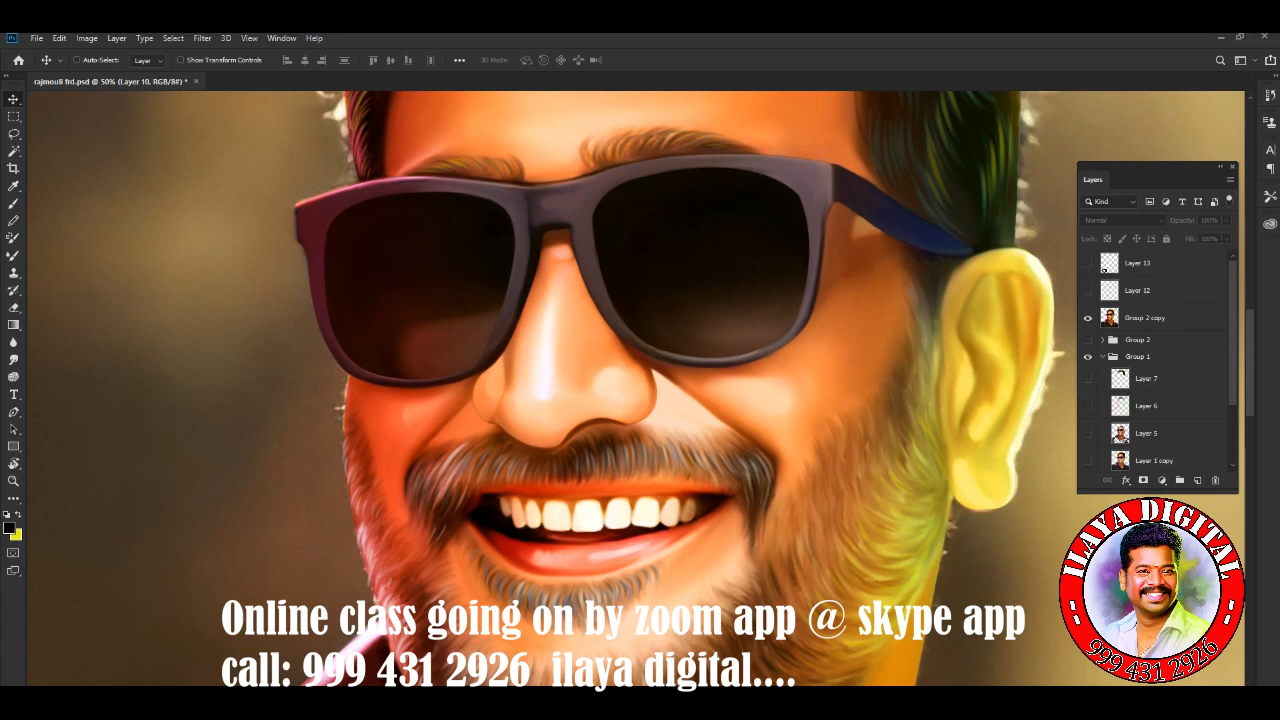 File Edit Image Layer Type Select Filter 3D View Window Help
Auto-Select: Layer Show Transform Controls 3D Mode:
rajmouli frd.psd @ 50% (Layer 10, RGB/8#) * ×
Layers
Kind
Normal Opacity: 100%
Lock: Fill: 100%
Layer 13
Layer 12
Group 2 copy
Group 2
Group 1
Layer 7
Layer 6
Layer 5
Layer 1 copy
ILAYA DIGITAL
999 431 2926
Online class going on by zoom app @ skype app
call: 999 431 2926 ilaya digital....